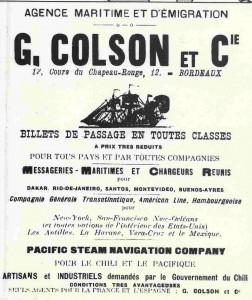 AGENCE MARITIME ET D'ÉMIGRATION
G. COLSON ET Cie
17, Cours du Chapeau-Rouge, 12. = BORDEAUX
BILLETS DE PASSAGE EN TOUTES CLASSES
A PRIX TRES REDUITS
POUR TOUS PAYS ET PAR TOUTES COMPAGNIES
MESSAGERIES-MARITIMES ET CHARGEURS REUNIS
pour
DAKAR, RIO-DE-JANEIRO, SANTOS, MONTEVIDEO, BUENOS-AYRES
Compagnie Générale Transatlantique, American Line, Hambourgeoise
pour
New-York, San-Francisco New-Orléans
(et toutes nations de l'intérieur des Etats-Unis)
Les Antilles, La Havane, Vera-Cruz et le Mexique.
PACIFIC STEAM NAVIGATION COMPANY
POUR LE CHILI ET LE PACIFIQUE
ARTISANS et INDUSTRIELS demandés par le Gouvernement du Chili
CONDITIONS TRÈS AVANTAGEUSES
SEULS AGENTS POUR LA FRANCE ET L'ESPAGNE : G. COLSON et Cie